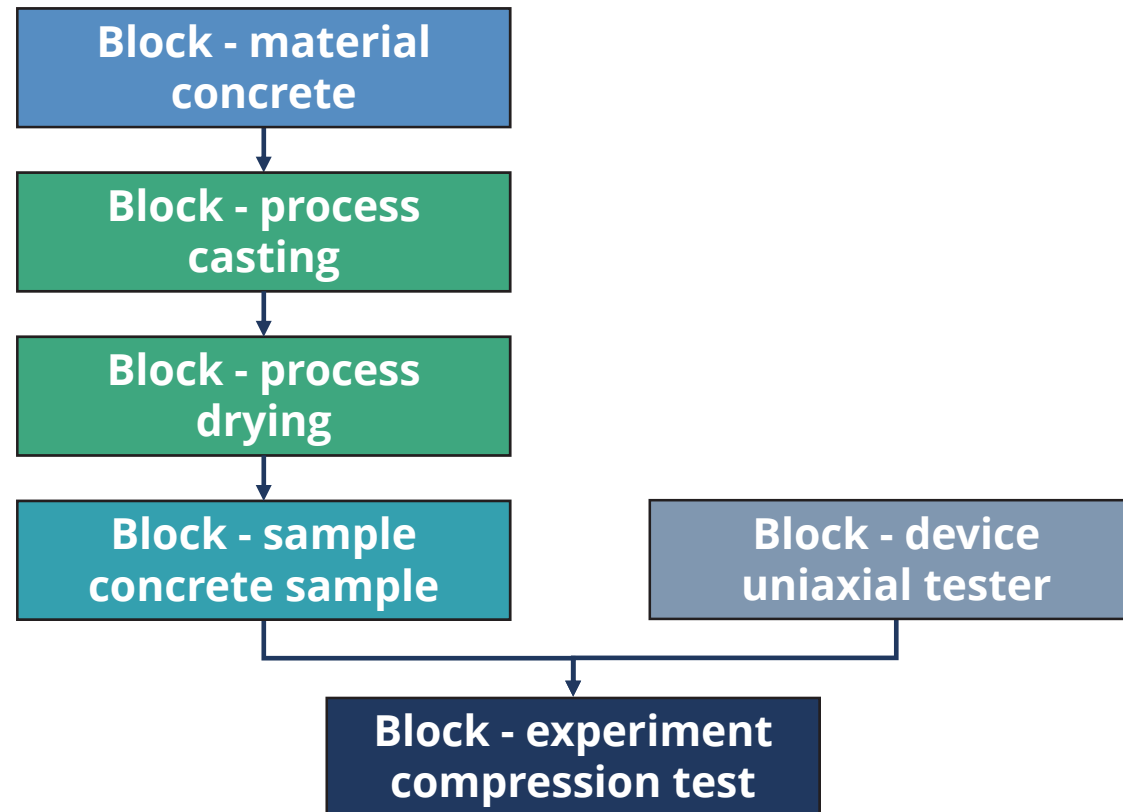 Block - material
concrete
Block - process
casting
Block - process
drying
Block - sample
concrete sample
Block - device
uniaxial tester
Block - experiment
compression test